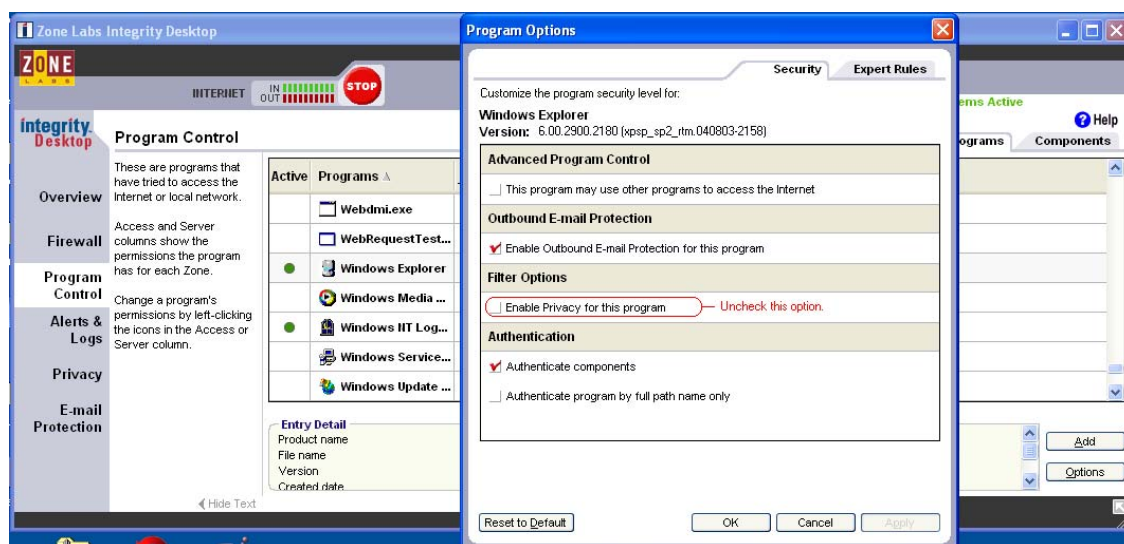 Zone Labs Integrity Desktop
ZONE
LABS
INTERNET
IN
OUT
STOP
ems Active
Help
integrity.
Desktop
Program Control
ograms
Components
Overview
Firewall
Program
Control
Alerts &
Logs
Privacy
E-mail
Protection
These are programs that
have tried to access the
Internet or local network.
Access and Server
columns show the
permissions the program
has for each Zone.
Change a program's
permissions by left-clicking
the icons in the Access or
Server column.
Hide Text
Active Programs
Webdmi.exe
WebRequestTest...
Windows Explorer
Windows Media ...
Windows NT Log...
Windows Service...
Windows Update ...
Entry Detail
Product name
File name
Version
Created date
Add
Options
Program Options
Security
Expert Rules
Customize the program security level for:
Windows Explorer
Version: 6.00.2900.2180 (xpsp_sp2_rtm.040803-2158)
Advanced Program Control
This program may use other programs to access the Internet
Outbound E-mail Protection
Enable Outbound E-mail Protection for this program
Filter Options
Enable Privacy for this program
Uncheck this option.
Authentication
Authenticate components
Authenticate program by full path name only
Reset to Default
OK
Cancel
Apply